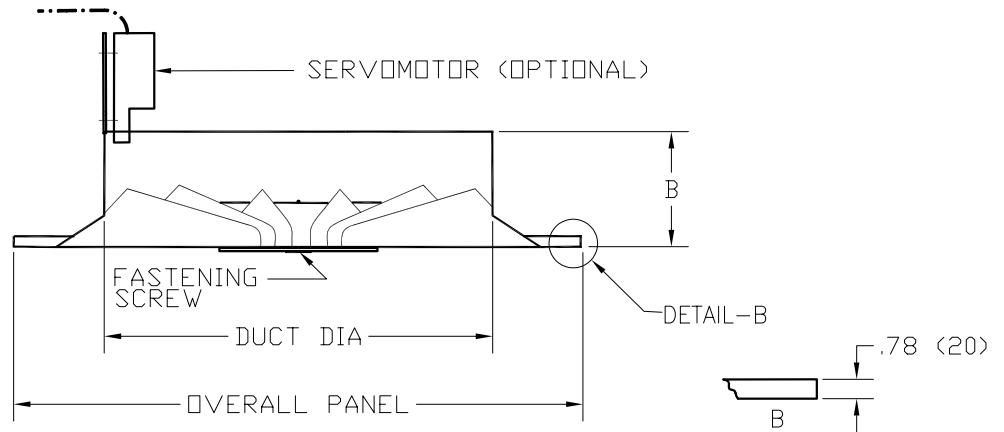 SERVOMOTOR (OPTIONAL)
B
FASTENING
SCREW
DETAIL-B
DUCT DIA
.78 (20)
OVERALL PANEL
B